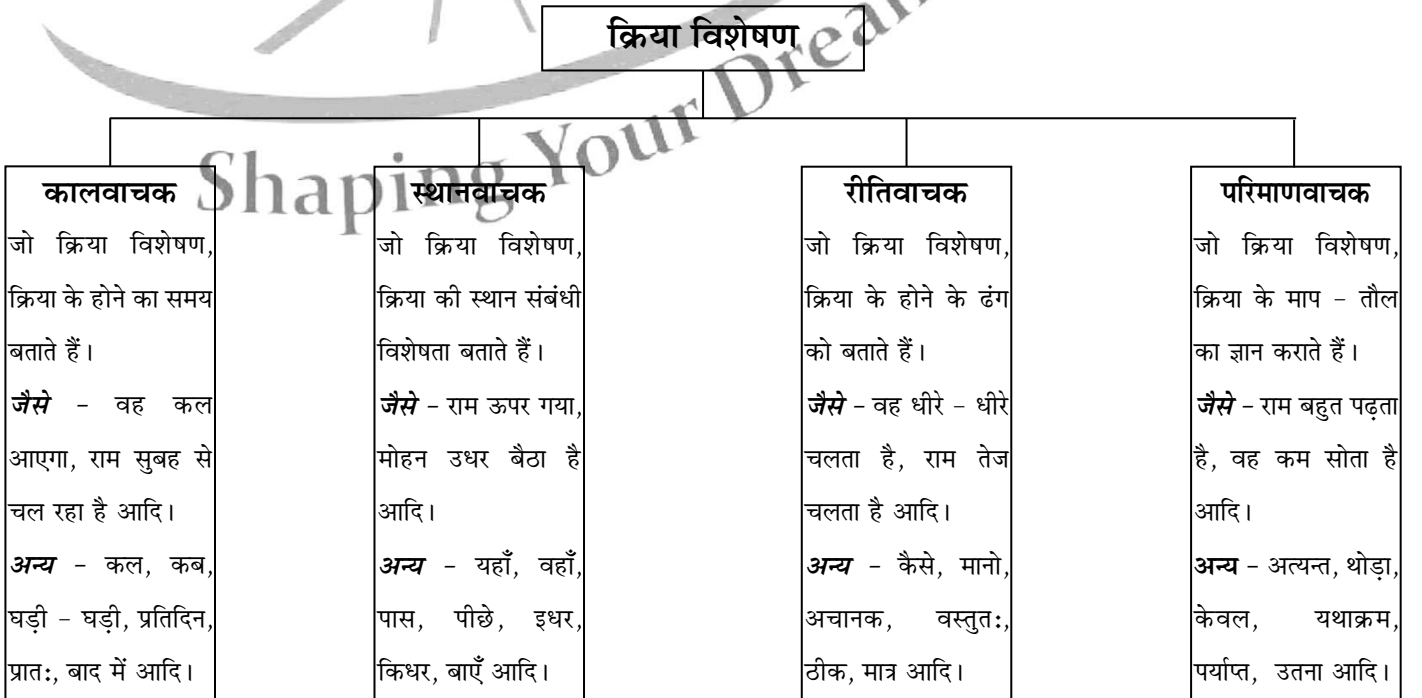 क्रिया विशेषण
Shaping Your Drean
कालवाचक
जो क्रिया विशेषण,
क्रिया के होने का समय
बताते हैं।
जैसे - वह कल
आएगा, राम सुबह से
चल रहा है आदि।
अन्य - कल, कब,
घड़ी - घड़ी, प्रतिदिन,
प्रात:, बाद में आदि।
स्थानवाचक
जो क्रिया विशेषण,
क्रिया की स्थान संबंधी
विशेषता बताते हैं।
जैसे - राम ऊपर गया,
मोहन उधर बैठा है
आदि।
अन्य - यहाँ, वहाँ,
पास, पीछे, इधर,
किधर, बाएँ आदि।
रीतिवाचक
जो क्रिया विशेषण,
क्रिया के होने के ढंग
को बताते हैं।
जैसे - वह धीरे - धीरे
चलता है, राम तेज
चलता है आदि।
अन्य - कैसे, मानो,
अचानक, वस्तुत:,
ठीक, मात्र आदि।
परिमाणवाचक
जो क्रिया विशेषण,
क्रिया के माप - तौल
का ज्ञान कराते हैं।
जैसे - राम बहुत पढ़ता
है, वह कम सोता है
आदि।
अन्य - अत्यन्त, थोड़ा,
केवल, यथाक्रम,
पर्याप्त, उतना आदि।